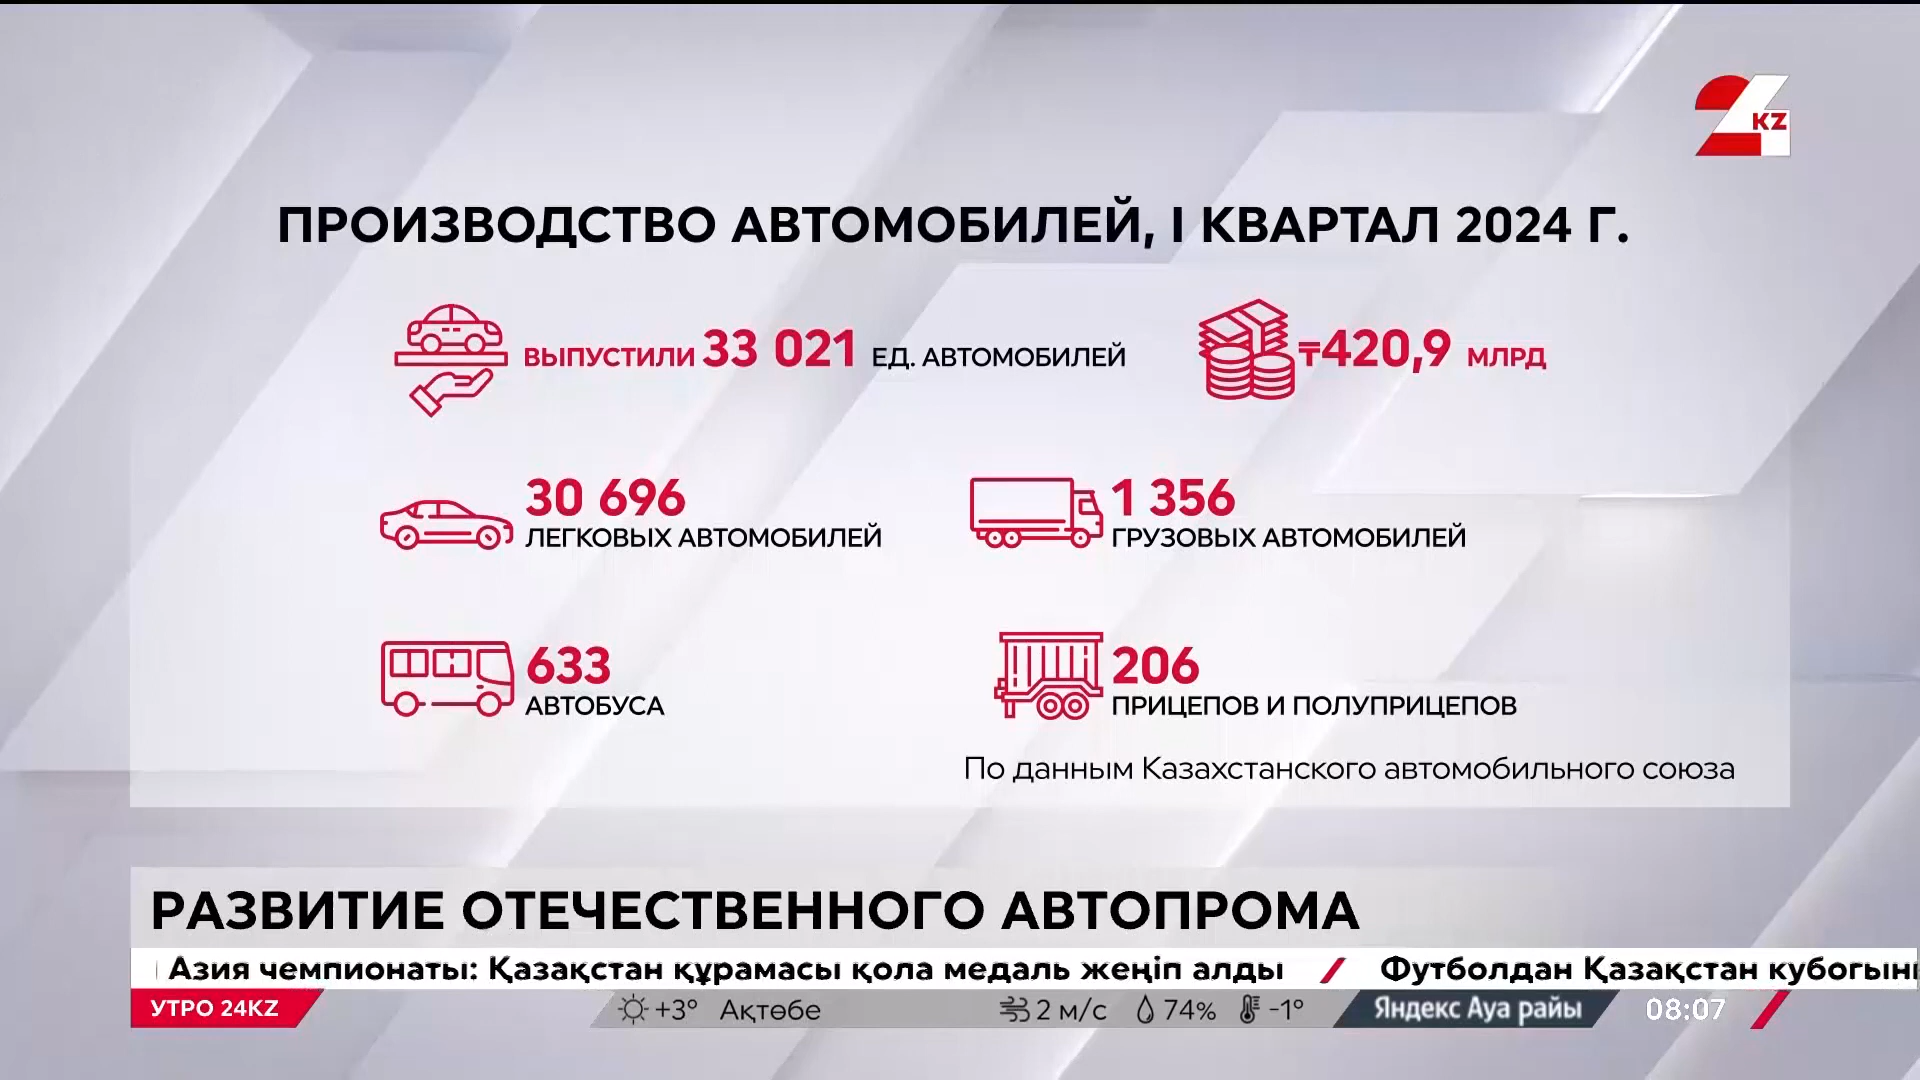 24 KZ
ПРОИЗВОДСТВО АВТОМОБИЛЕЙ, I КВАРТАЛ 2024 Г.
ВЫПУСТИЛИ 33 021 ЕД. АВТОМОБИЛЕЙ
₸420,9 МЛРД
30 696
ЛЕГКОВЫХ АВТОМОБИЛЕЙ
1 356
ГРУЗОВЫХ АВТОМОБИЛЕЙ
633
АВТОБУСА
206
ПРИЦЕПОВ И ПОЛУПРИЦЕПОВ
По данным Казахстанского автомобильного союза
РАЗВИТИЕ ОТЕЧЕСТВЕННОГО АВТОПРОМА
Азия чемпионаты: Қазақстан құрамасы қола медаль жеңіп алды / Футболдан Қазақстан
УТРО 24KZ +3° Ақтөбе 2 м/с 74% -1° Яндекс Ауа райы 08:07